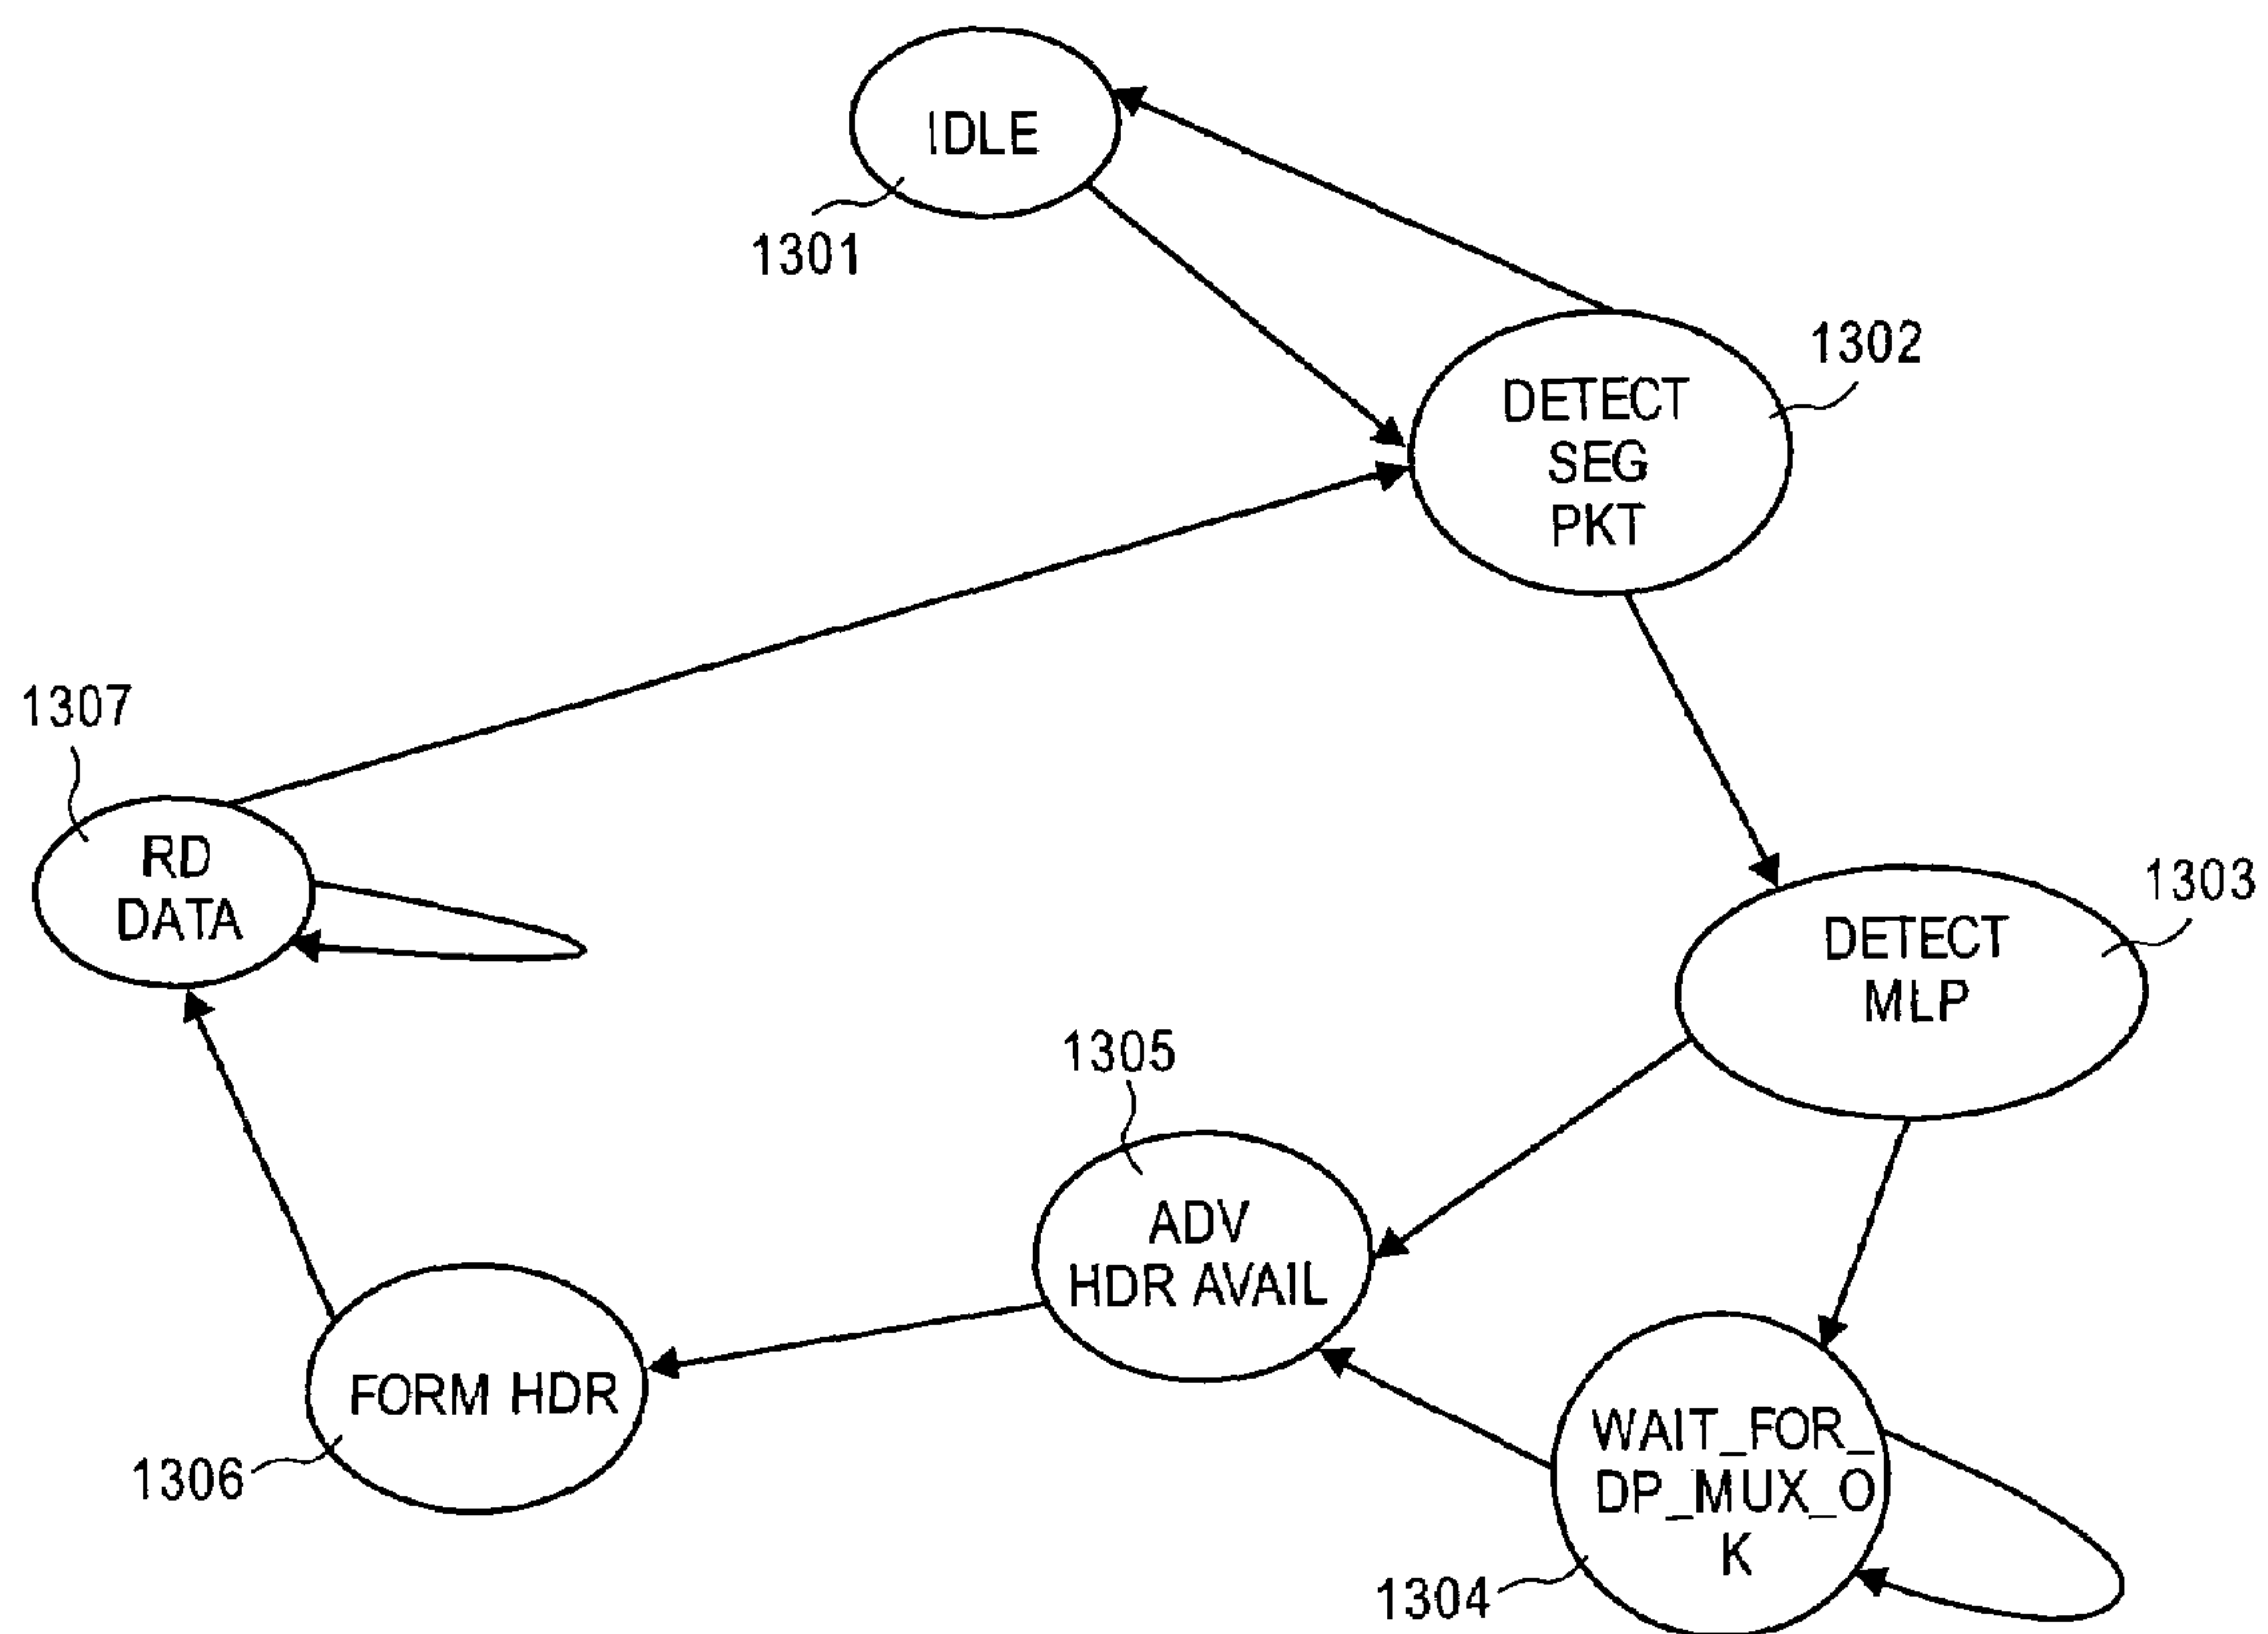 IDLE
1301
1302
DETECT
SEG
PKT
1307
RD
DATA
1303
DETECT
MLP
1305
ADV
HDR AVAIL
FORM HDR
1306
WAIT_FOR_
DP_MUX_O
K
1304